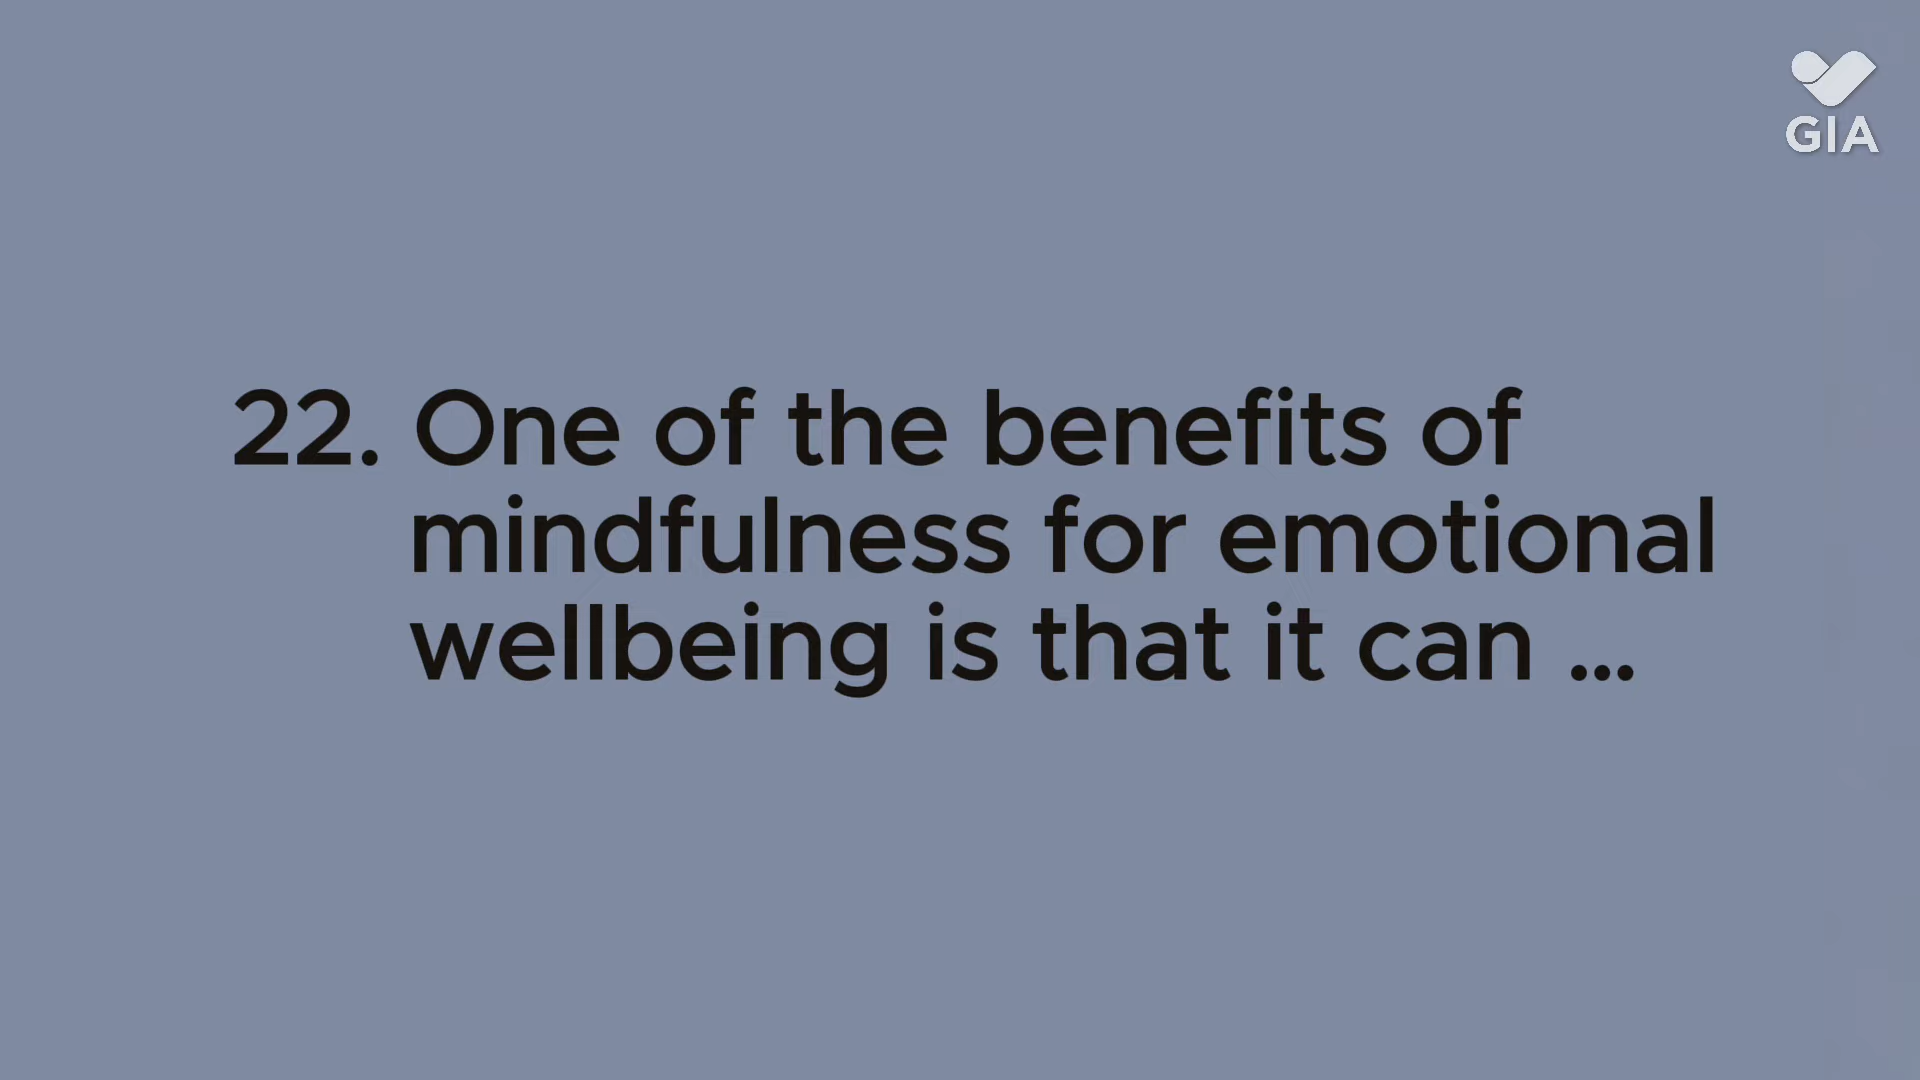 GIA
22. One of the benefits of
mindfulness for emotional
wellbeing is that it can ...